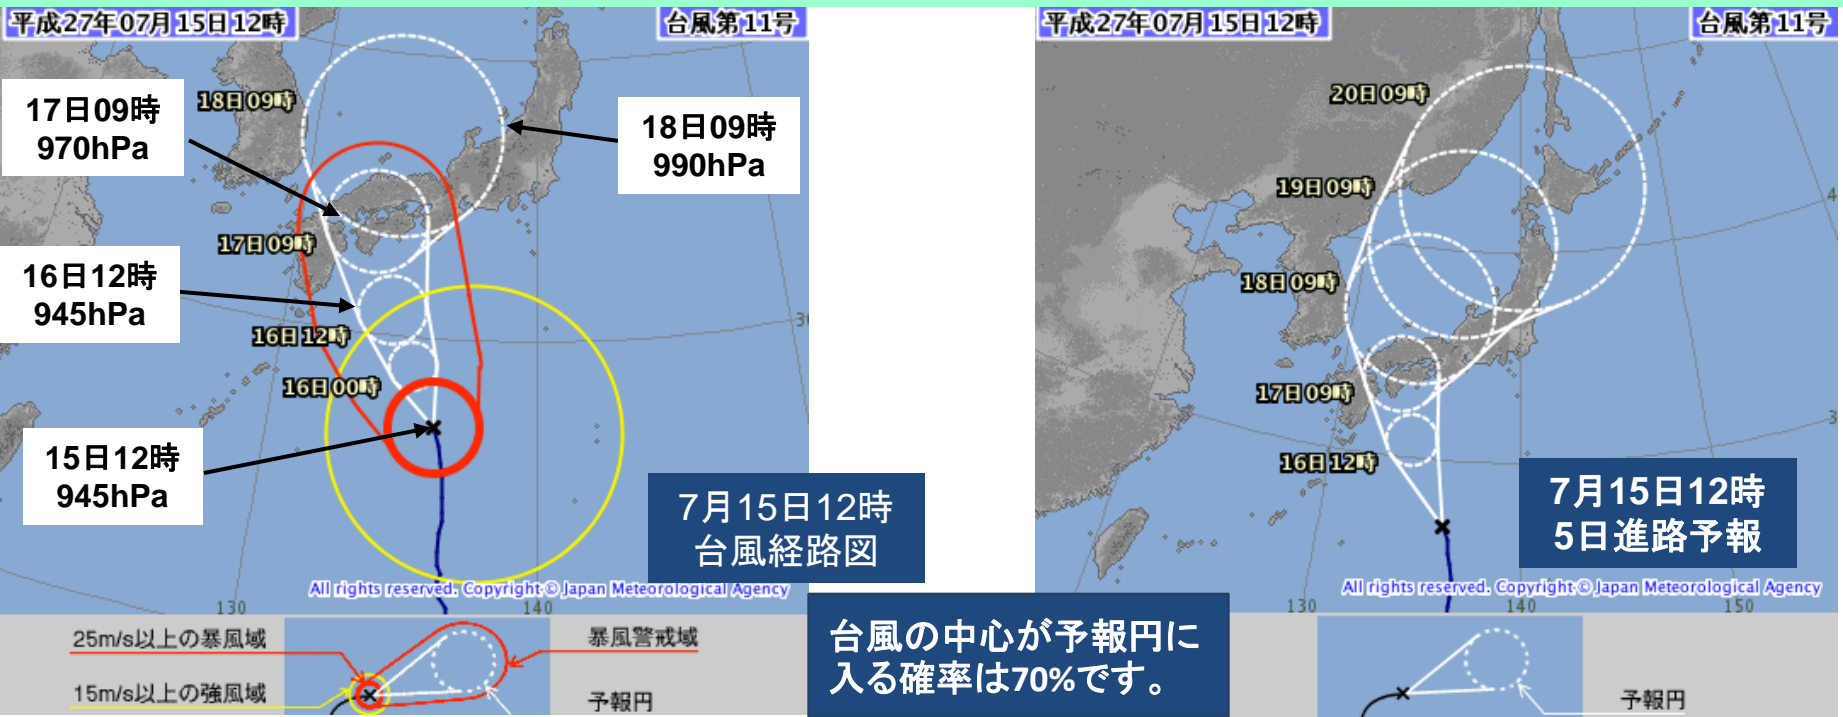 平成27年07月15日12時
台風第11号
18日09時
17日09時
970hPa
18日09時
990hPa
17日09時
16日12時
945hPa
16日12時
30
16日00時
15日12時
945hPa
7月15日12時
台風経路図
All rights reserved. Copyright © Japan Meteorological Agency
130
140
25m/s以上の暴風域
暴風警戒域
15m/s以上の強風域
予報円
台風の中心が予報円に
入る確率は70%です。
平成27年07月15日12時
台風第11号
20日09時
19日09時
4
18日09時
17日09時
3
16日12時
7月15日12時
5日進路予報
All rights reserved. Copyright © Japan Meteorological Agency
130
140
150
予報円